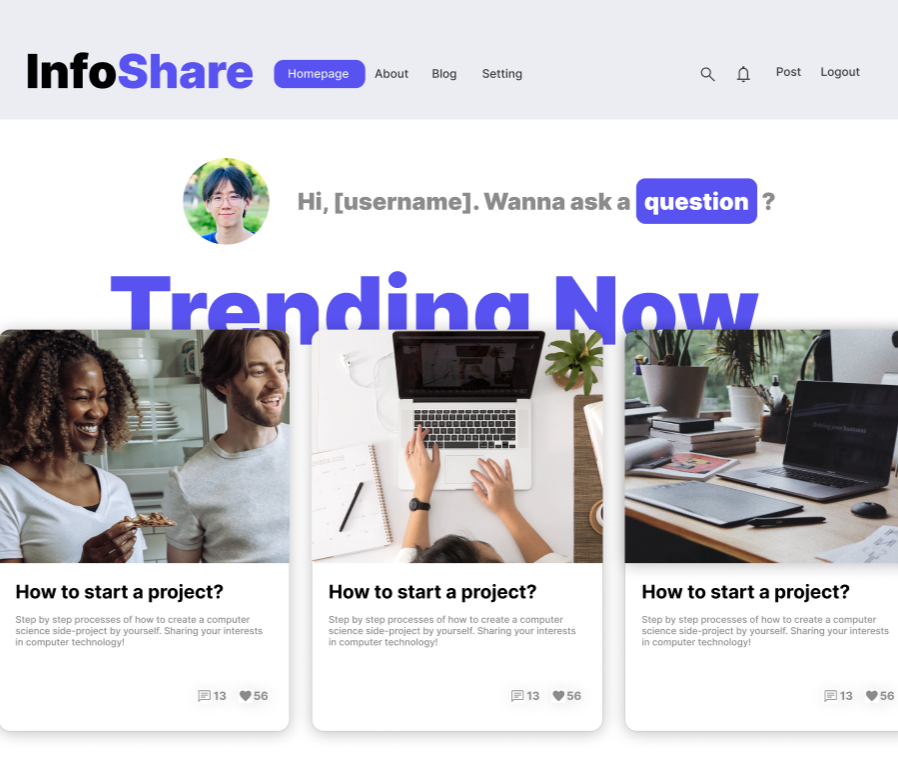 InfoShare Homepage About Blog Setting Post Logout
Hi, [username]. Wanna ask a question ?
Trending Now
How to start a project?
Step by step processes of how to create a computer
science side-project by yourself. Sharing your interests
in computer technology!
13 56
How to start a project?
Step by step processes of how to create a computer
science side-project by yourself. Sharing your interests
in computer technology!
13 56
How to start a project?
Step by step processes of how to create a computer
science side-project by yourself. Sharing your interests
in computer technology!
13 56